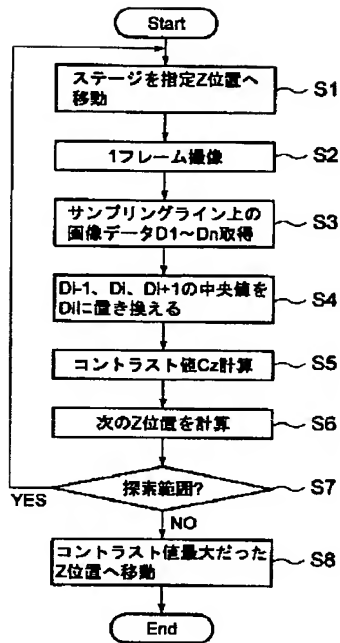 Start
ステージを指定Z位置へ
移動
S1
1フレーム撮像
S2
サンプリングライン上の
画像データD1～Dn取得
S3
Di-1、Di、Di+1の中央値を
Diに置き換える
S4
コントラスト値Cz計算
S5
次のZ位置を計算
S6
探索範囲?
S7
YES
NO
コントラスト値最大だった
Z位置へ移動
S8
End